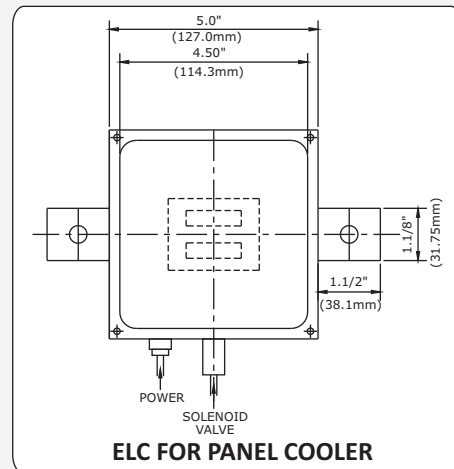 5.0"
(127.0mm)
4.50"
(114.3mm)
1.1/8"
(31.75mm)
1.1/2"
(38.1mm)
POWER
SOLENOID
VALVE
ELC FOR PANEL COOLER